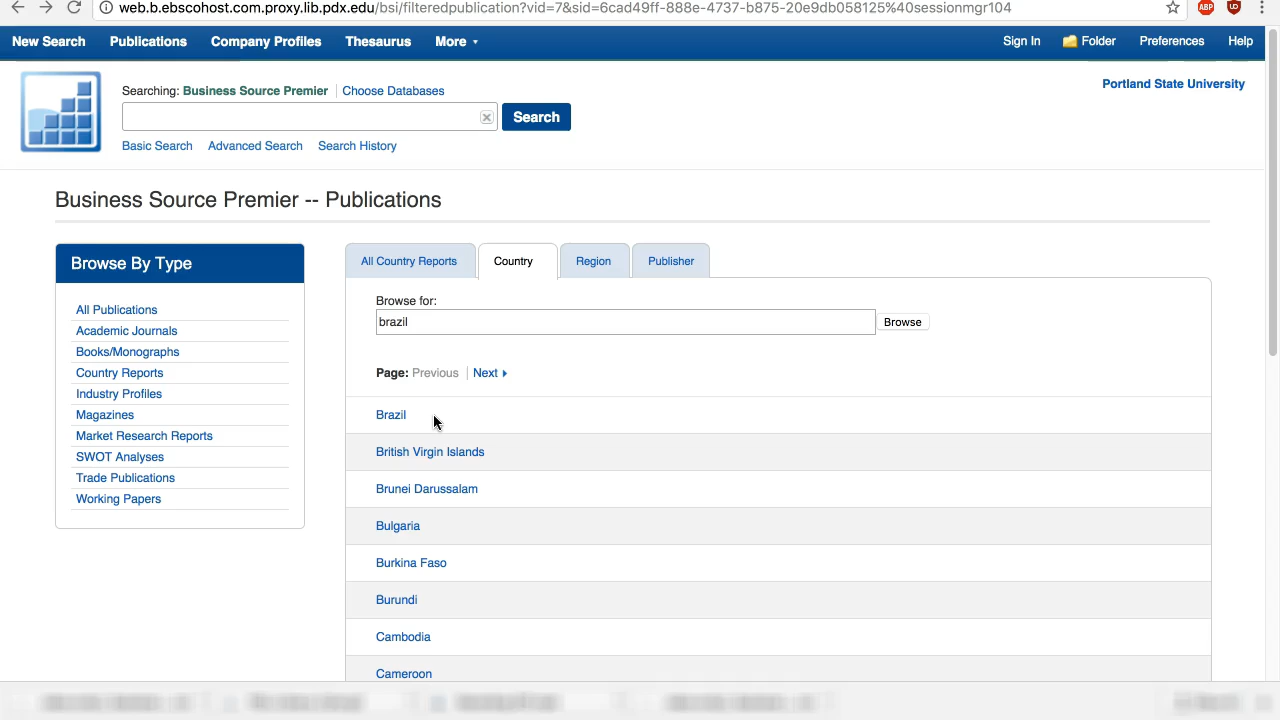 web.b.ebscohost.com.proxy.lib.pdx.edu/bsi/filteredpublication?vid=7&sid=6cad49ff-888e-4737-b875-20e9db058125%40sessionmgr104
ABP
New Search Publications Company Profiles Thesaurus More Sign In Folder Preferences Help
Searching: Business Source Premier Choose Databases
Portland State University
Search
Basic Search Advanced Search Search History
Business Source Premier -- Publications
Browse By Type
All Publications
Academic Journals
Books/Monographs
Country Reports
Industry Profiles
Magazines
Market Research Reports
SWOT Analyses
Trade Publications
Working Papers
All Country Reports Country Region Publisher
Browse for:
brazil Browse
Page: Previous Next
Brazil
British Virgin Islands
Brunei Darussalam
Bulgaria
Burkina Faso
Burundi
Cambodia
Cameroon